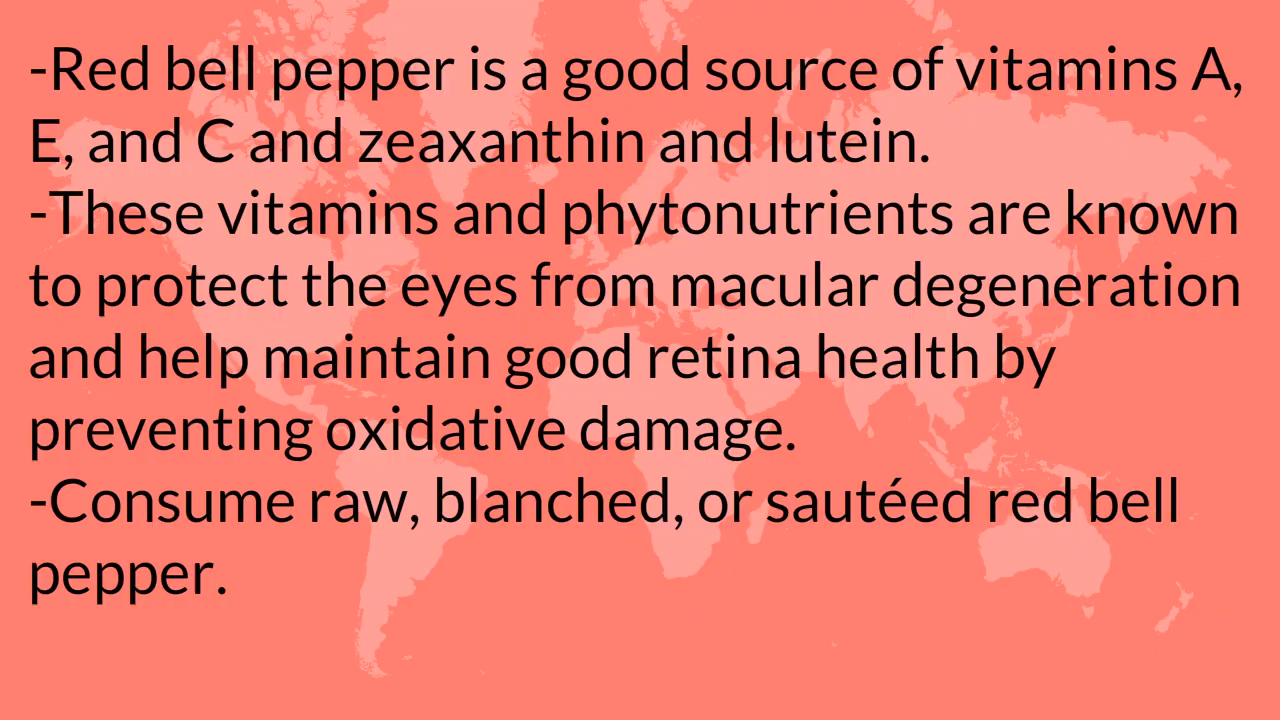 -Red bell pepper is a good source of vitamins A,
E, and C and zeaxanthin and lutein.
-These vitamins and phytonutrients are known
to protect the eyes from macular degeneration
and help maintain good retina health by
preventing oxidative damage.
-Consume raw, blanched, or sautéed red bell
pepper.